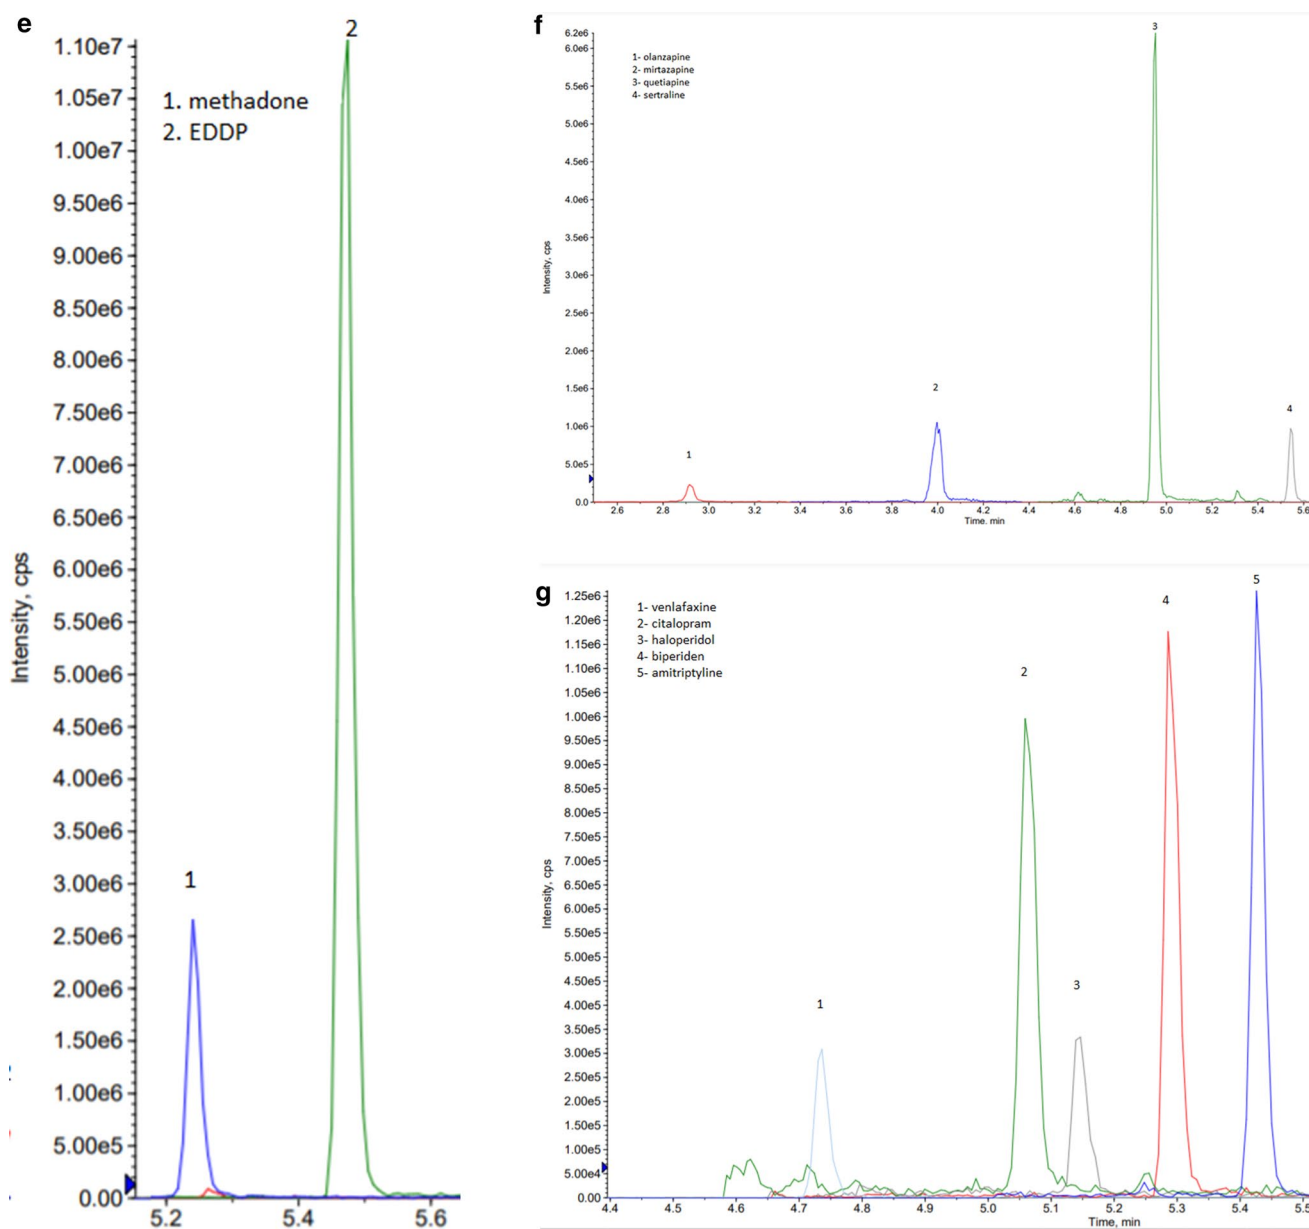 e
2
1.10e7
1. methadone
1.05e7
2. EDDP
1.00e7
9.50e6
9.00e6
8.50e6
8.00e6
7.50e6
7.00e6
6.50e6
6.00e6
5.50e6
5.00e6
4.50e6
4.00e6
3.50e6
3.00e6
1
2.50e6
2.00e6
1.50e6
1.00e6
5.00e5
0.00
Intensity, cps
5.2 5.4 5.6
f
3
6.2e6
6.0e6
1- olanzapine
2- mirtazapine
3- quetiapine
4- sertraline
5.5e6
5.0e6
4.5e6
4.0e6
3.5e6
3.0e6
2.5e6
2.0e6
1.5e6
1.0e6
5.0e5
0.0
Intensity, cps
1
2
4
2.6 2.8 3.0 3.2 3.4 3.6 3.8 4.0 4.2 4.4 4.6 4.8 5.0 5.2 5.4 5.6
Time. min
g
5
1.25e6
1- venlafaxine
4
1.20e6
2- citalopram
3- haloperidol
1.15e6
4- biperiden
1.10e6
5- amitriptyline
2
1.05e6
1.00e6
9.50e5
9.00e5
8.50e5
8.00e5
7.50e5
7.00e5
6.50e5
6.00e5
5.50e5
5.00e5
4.50e5
3
4.00e5
1
3.50e5
3.00e5
2.50e5
2.00e5
1.50e5
1.00e5
5.00e4
0.00
Intensity, cps
4.4 4.5 4.6 4.7 4.8 4.9 5.0 5.1 5.2 5.3 5.4
Time, min